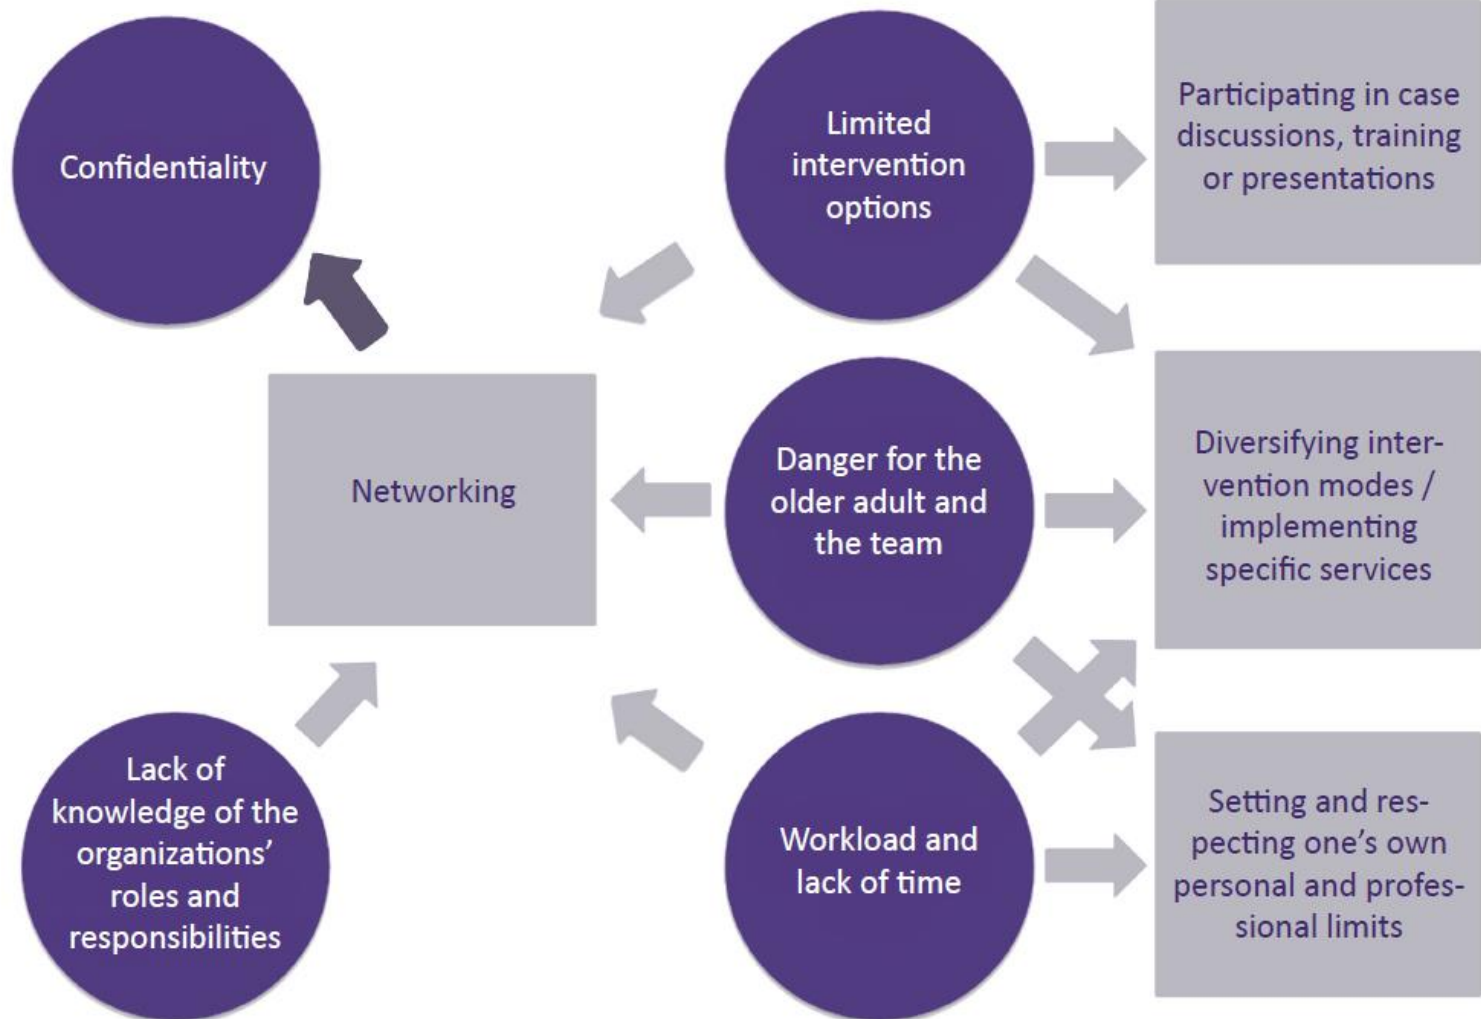 Confidentiality
Limited
intervention
options
Participating in case
discussions, training
or presentations
Networking
Danger for the
older adult and
the team
Diversifying inter-
vention modes /
implementing
specific services
Lack of
knowledge of the
organizations’
roles and
responsibilities
Workload and
lack of time
Setting and res-
pecting one’s own
personal and profes-
sional limits